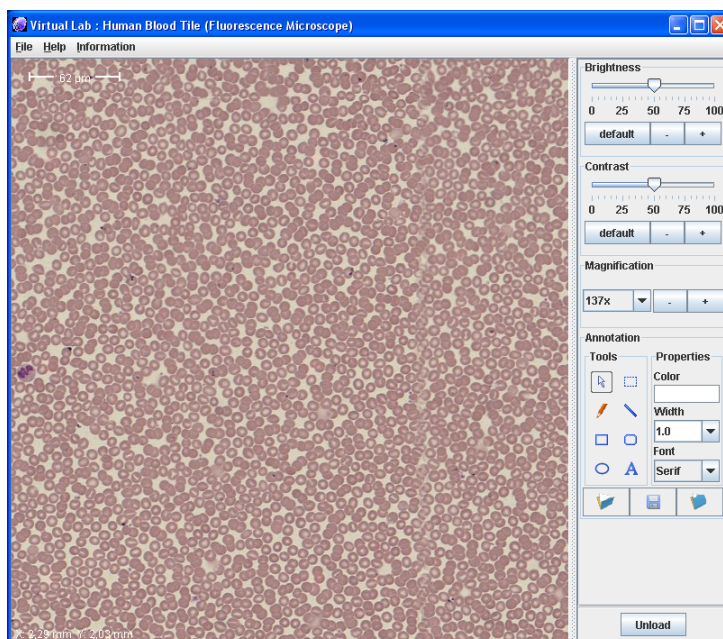 Virtual Lab : Human Blood Tile (Fluorescence Microscope)
File Help Information
62 µm
Brightness
0 25 50 75 100
default - +
Contrast
0 25 50 75 100
default - +
Magnification
137x - +
Annotation
Tools Properties
Color
Width
1.0
Font
A Serif
X: 2,29 mm Y: 2,03 mm
Unload